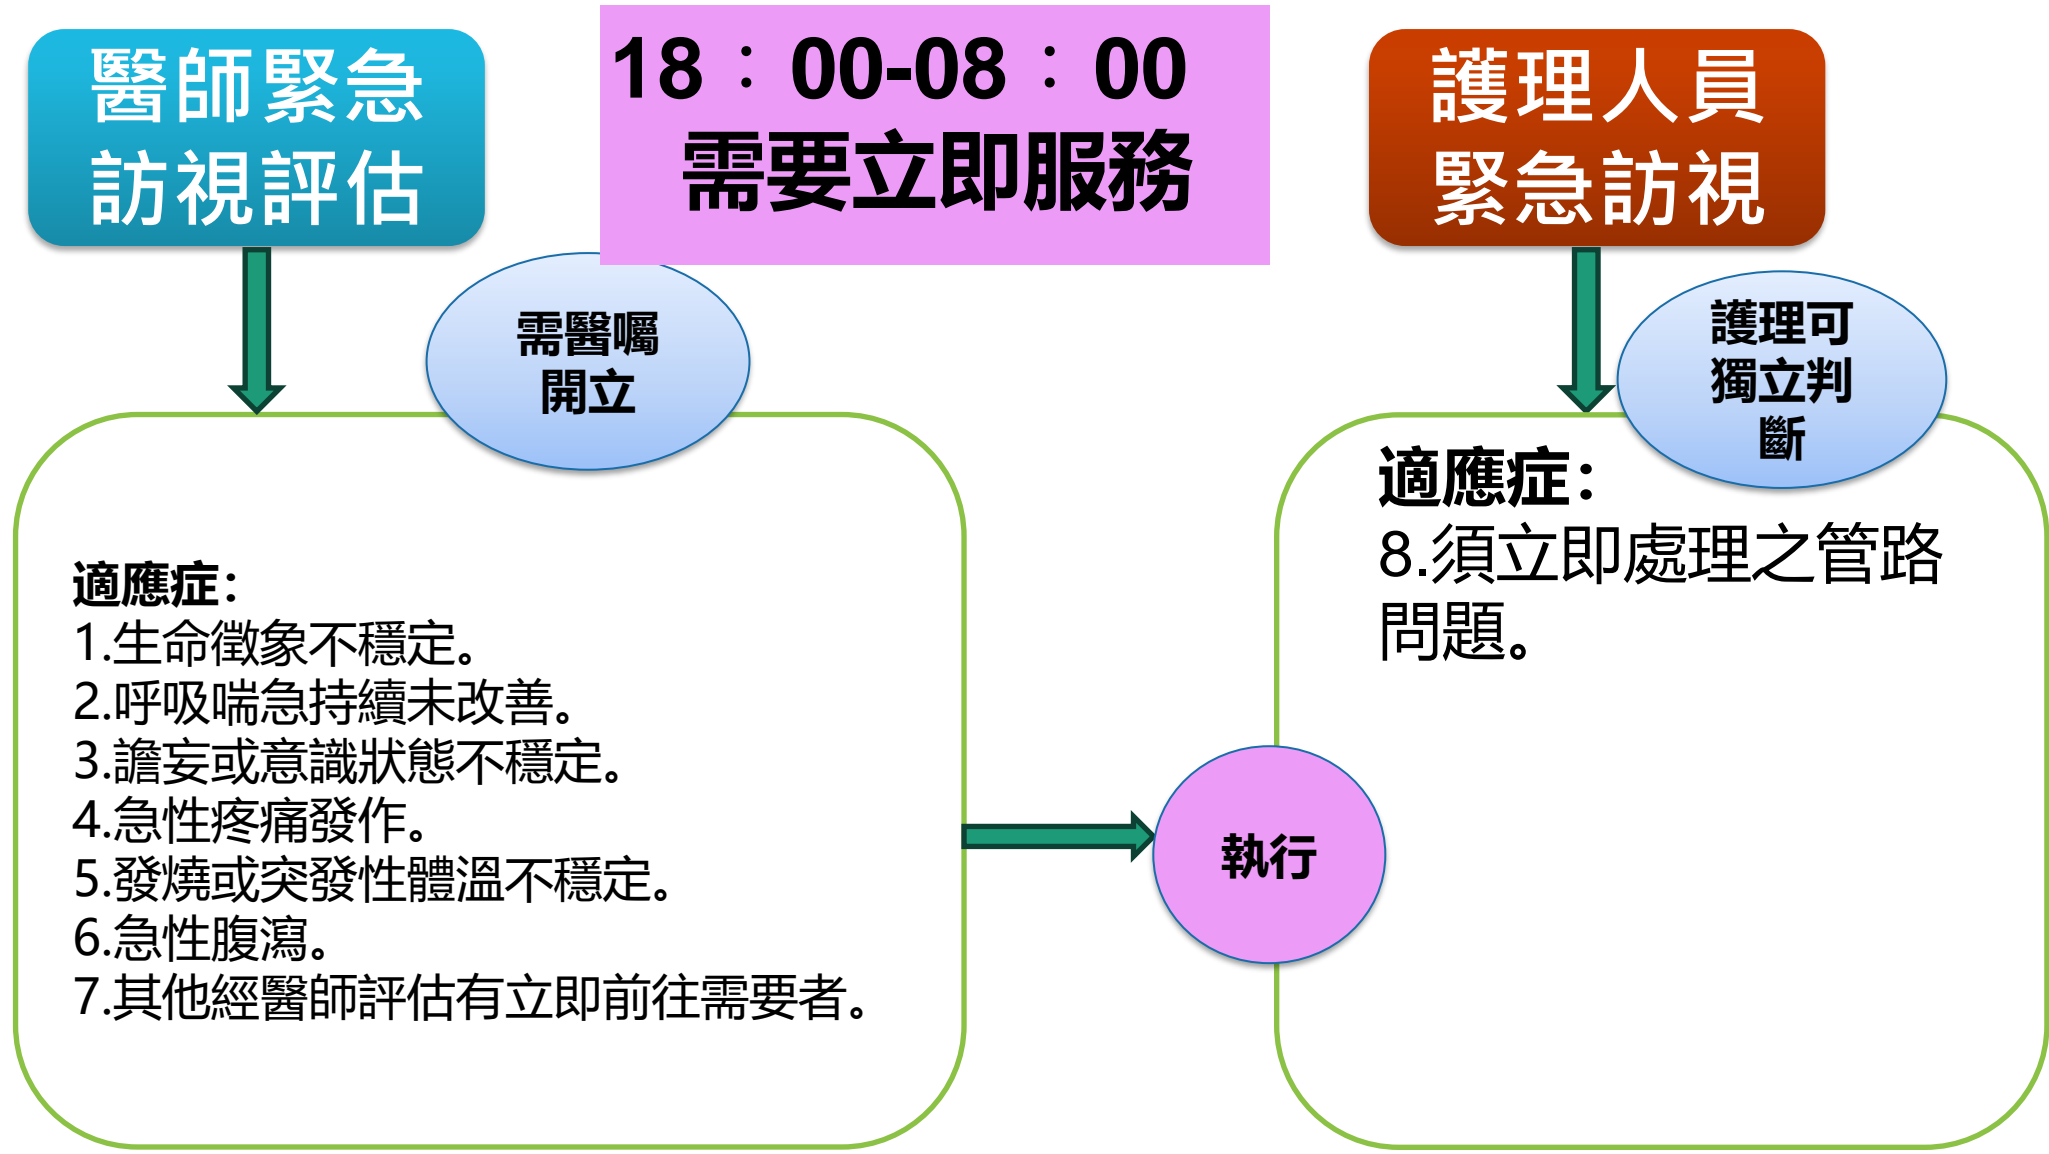 醫師緊急
訪視評估
18：00-08：00
需要立即服務
護理人員
緊急訪視
需醫囑
開立
護理可
獨立判
斷
適應症：
1.生命徵象不穩定。
2.呼吸喘急持續未改善。
3.譫妄或意識狀態不穩定。
4.急性疼痛發作。
5.發燒或突發性體溫不穩定。
6.急性腹瀉。
7.其他經醫師評估有立即前往需要者。
執行
適應症：
8.須立即處理之管路
問題。